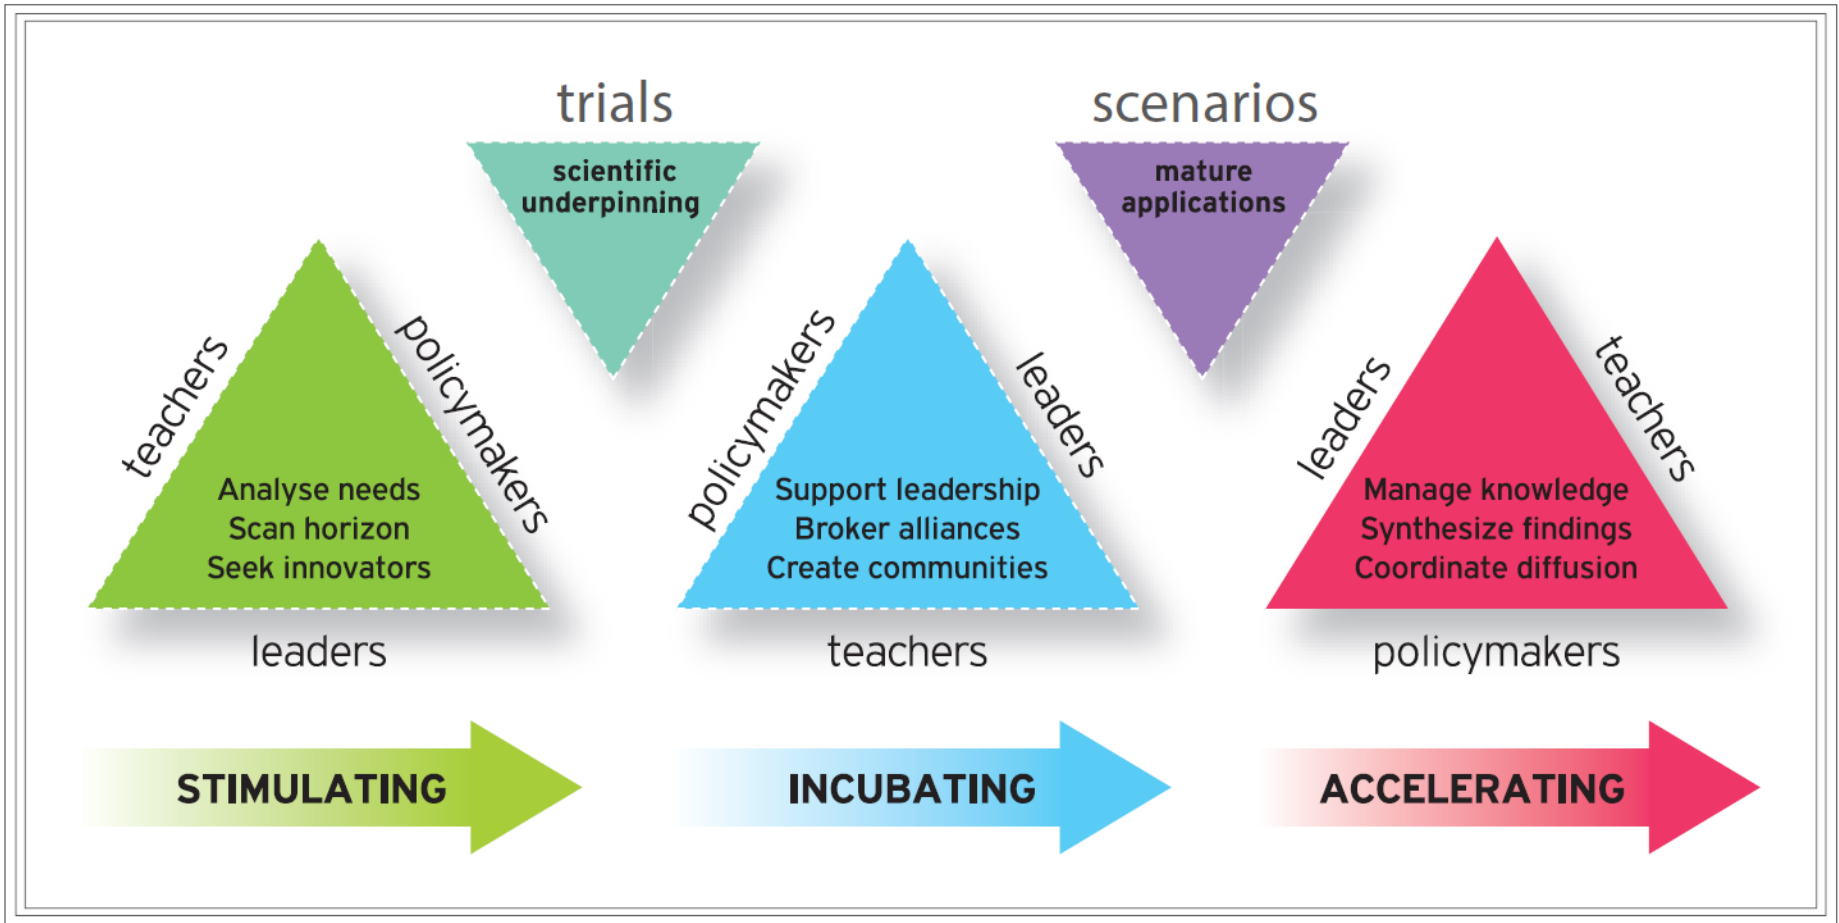 trials
scenarios
scientific
underpinning
mature
applications
teachers
policymakers
Analyse needs
Scan horizon
Seek innovators
leaders
policymakers
leaders
Support leadership
Broker alliances
Create communities
teachers
leaders
teachers
Manage knowledge
Synthesize findings
Coordinate diffusion
policymakers
STIMULATING
INCUBATING
ACCELERATING